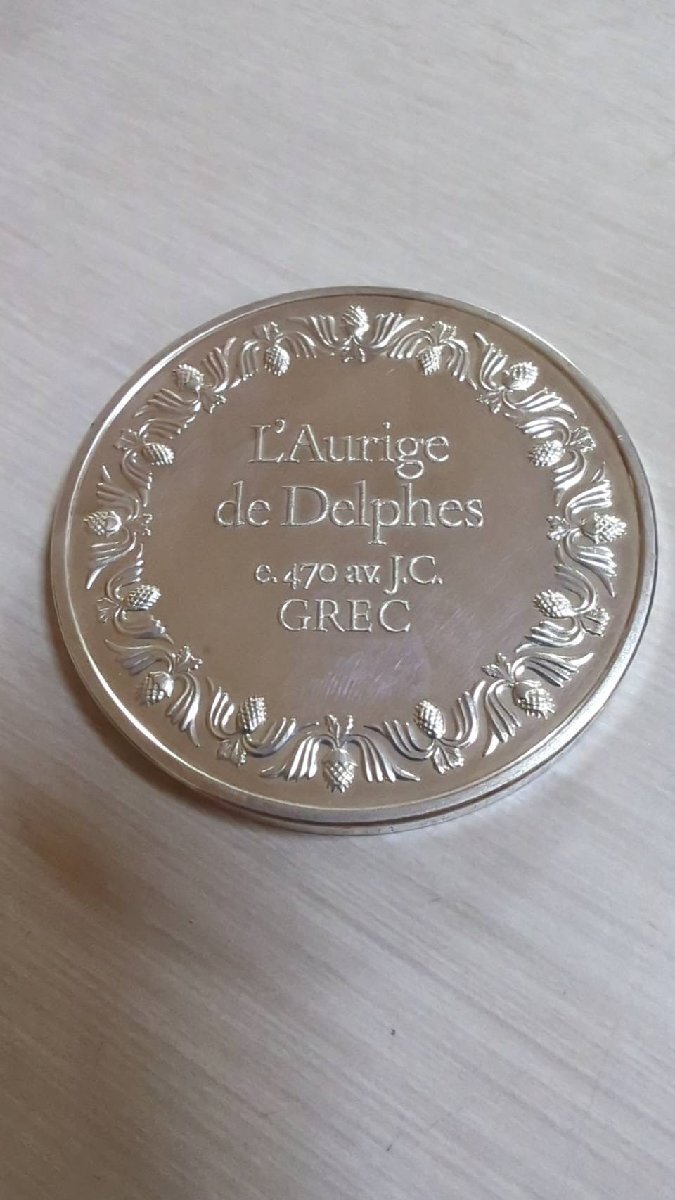 L'Aurige
de Delphes
c. 470 av. J.C.
GREC